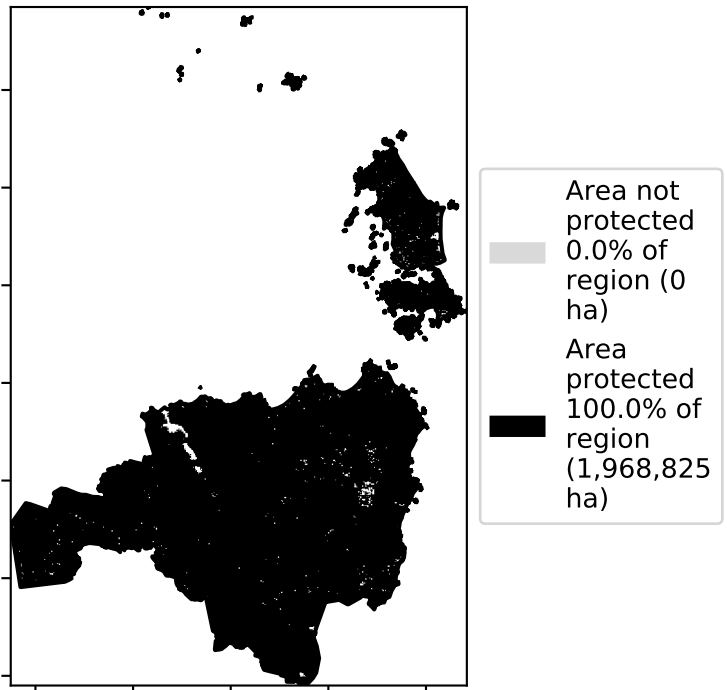 Area not
protected
0.0% of
region (0
ha)
Area
protected
100.0% of
region
(1,968,825
ha)